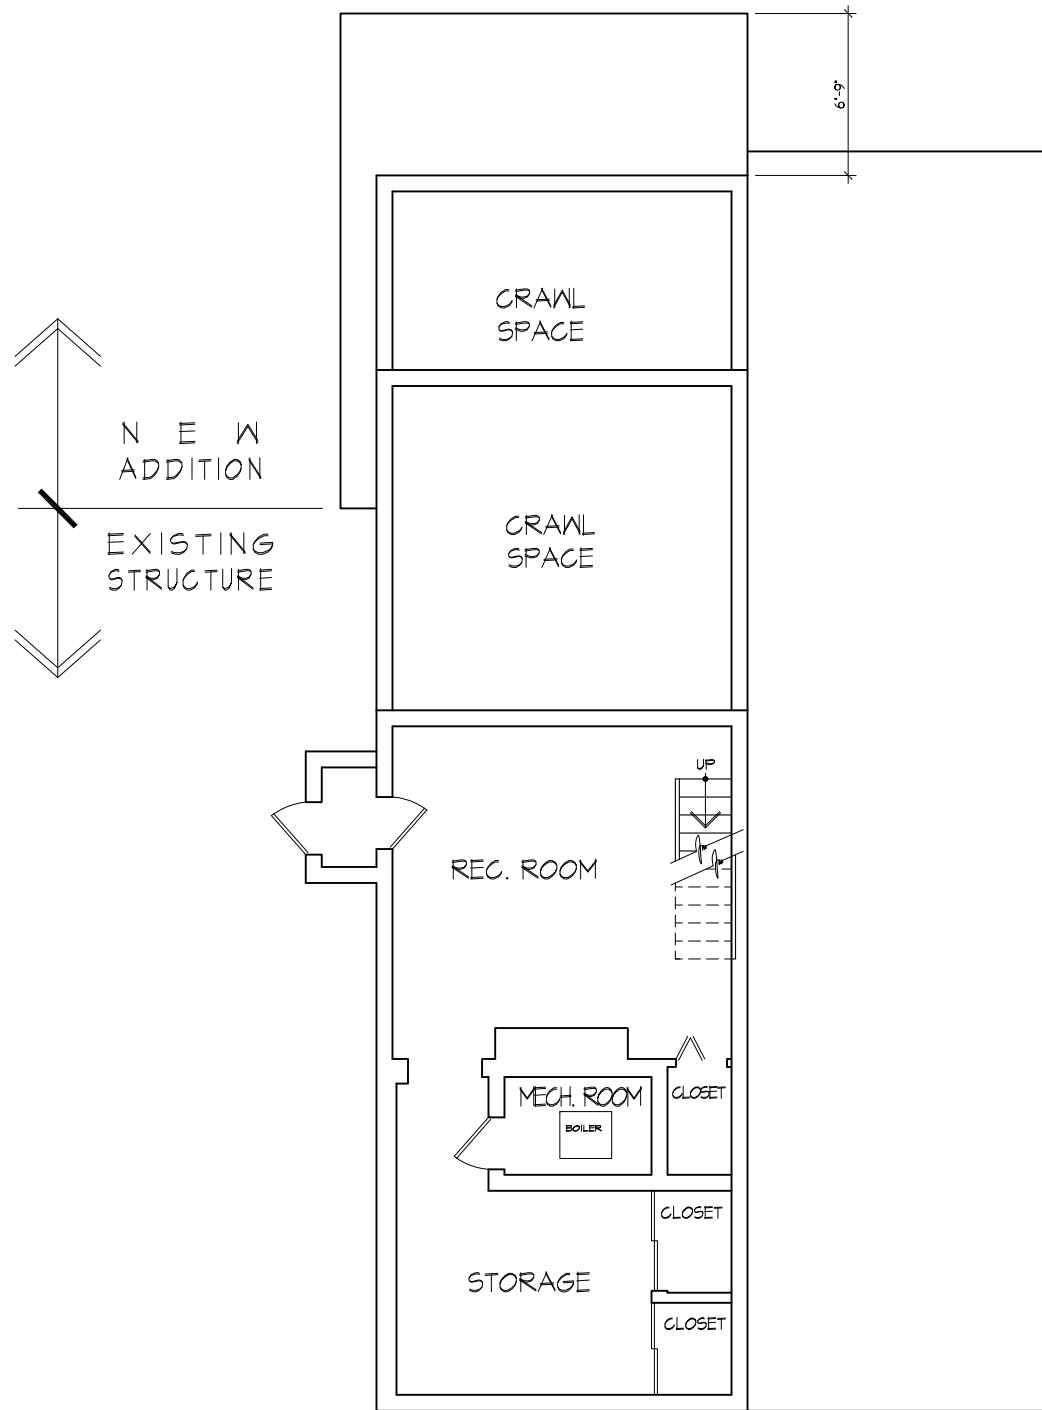 6'-9"
CRAWL
SPACE
N E W
ADDITION
EXISTING
STRUCTURE
CRAWL
SPACE
UP
REC. ROOM
MECH. ROOM
CLOSET
BOILER
CLOSET
STORAGE
CLOSET